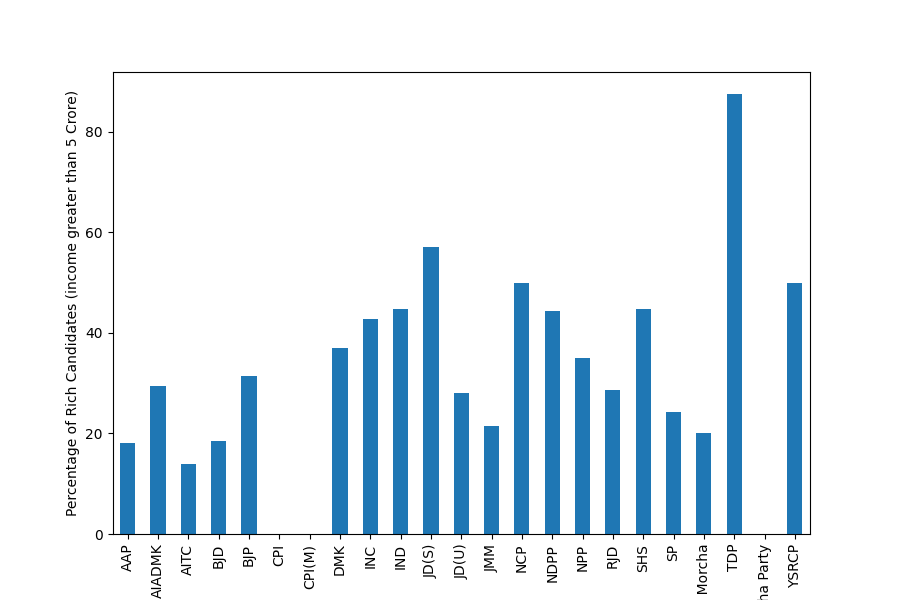 Percentage of Rich Candidates (income greater than 5 Crore)
80
60
40
20
0
AAP
AIADMK
AITC
BJD
BJP
CPI
CPI(M)
DMK
INC
IND
JD(S)
JD(U)
JMM
NCP
NDPP
NPP
RJD
SHS
SP
Morcha
TDP
Party
YSRCP